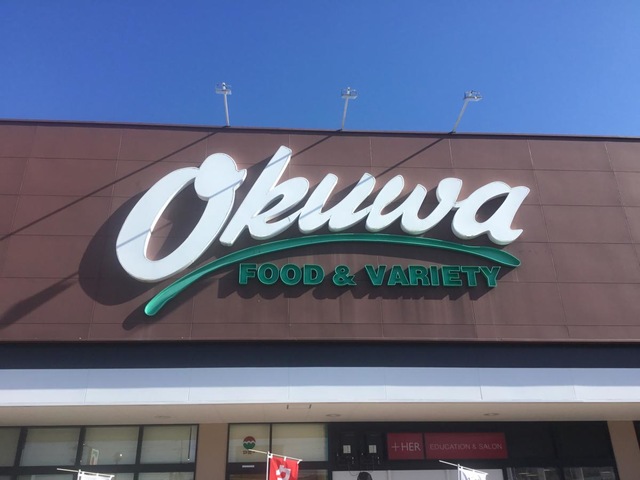 Okuwa
FOOD & VARIETY
+HER EDUCATION & SALON